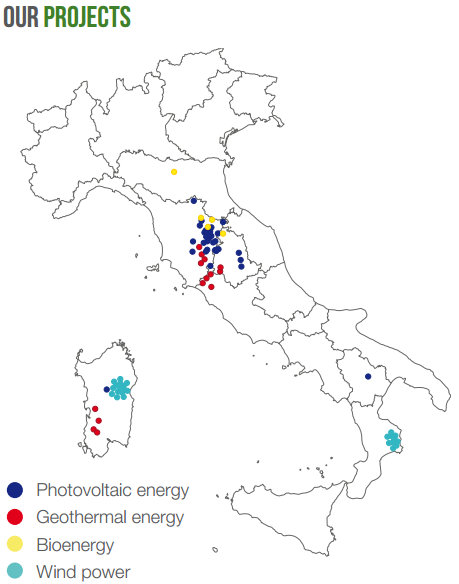 OUR PROJECTS
Photovoltaic energy
Geothermal energy
Bioenergy
Wind power